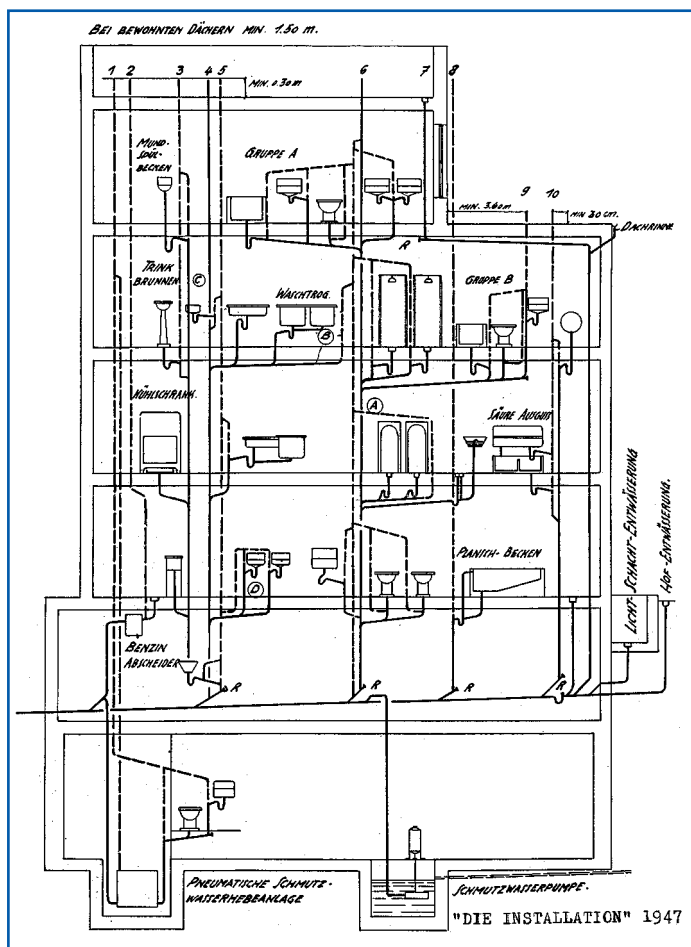 BEI BEWOHNTEN DÄCHERN MIN. 1.50 m.
1 2 3 4 5 6 7 8
MIN. 0.30 m
MUND-
SPÜL-
BECKEN
GRUPPE A
9 10
MIN. 3.60 m
MIN 30 cm.
R
DACHRINNE
TRINK
BRUNNEN
C
WASCHTROG.
B
GRUPPE B
KÜHLSCHRANK.
A
SÄURE AUSGUß
D
PLANSCH-BECKEN
LICHT-SCHACHT-ENTWÄSSERUNG
HOF-ENTWÄSSERUNG.
BENZIN
ABSCHEIDER
R R R R
PNEUMATISCHE SCHMUTZ-
WASSERHEBEANLAGE
SCHMUTZWASSERPUMPE.
"DIE INSTALLATION" 1947